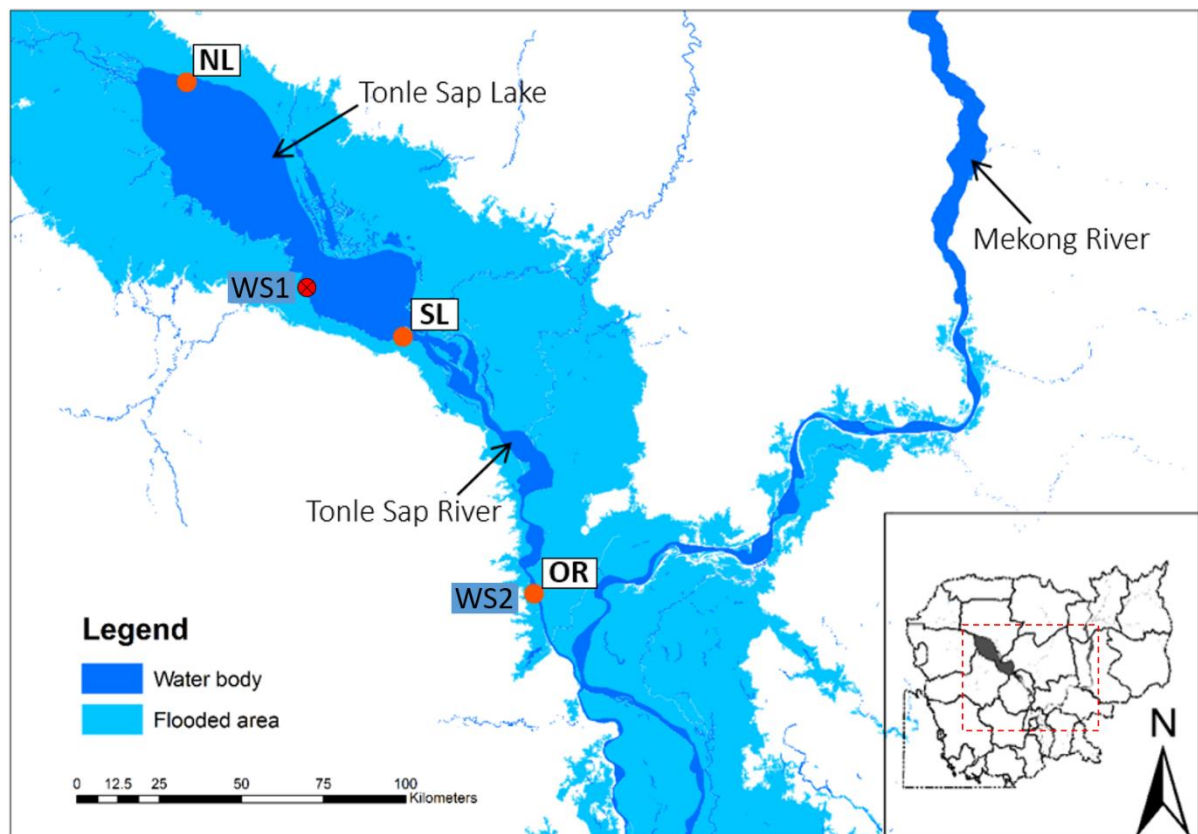 NL
Tonle Sap Lake
Mekong River
WS1
SL
Tonle Sap River
OR
WS2
Legend
Water body
Flooded area
0 12.5 25 50 75 100
Kilometers
N